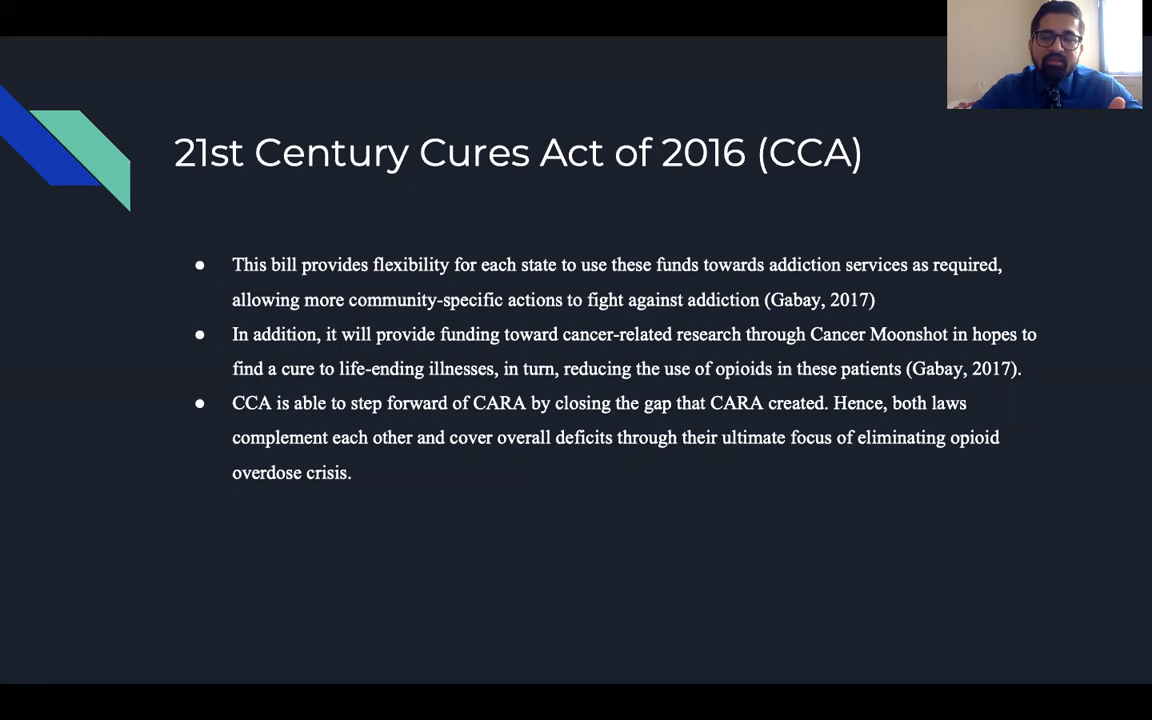 21st Century Cures Act of 2016 (CCA)
● This bill provides flexibility for each state to use these funds towards addiction services as required,
allowing more community-specific actions to fight against addiction (Gabay, 2017)
● In addition, it will provide funding toward cancer-related research through Cancer Moonshot in hopes to
find a cure to life-ending illnesses, in turn, reducing the use of opioids in these patients (Gabay, 2017).
● CCA is able to step forward of CARA by closing the gap that CARA created. Hence, both laws
complement each other and cover overall deficits through their ultimate focus of eliminating opioid
overdose crisis.